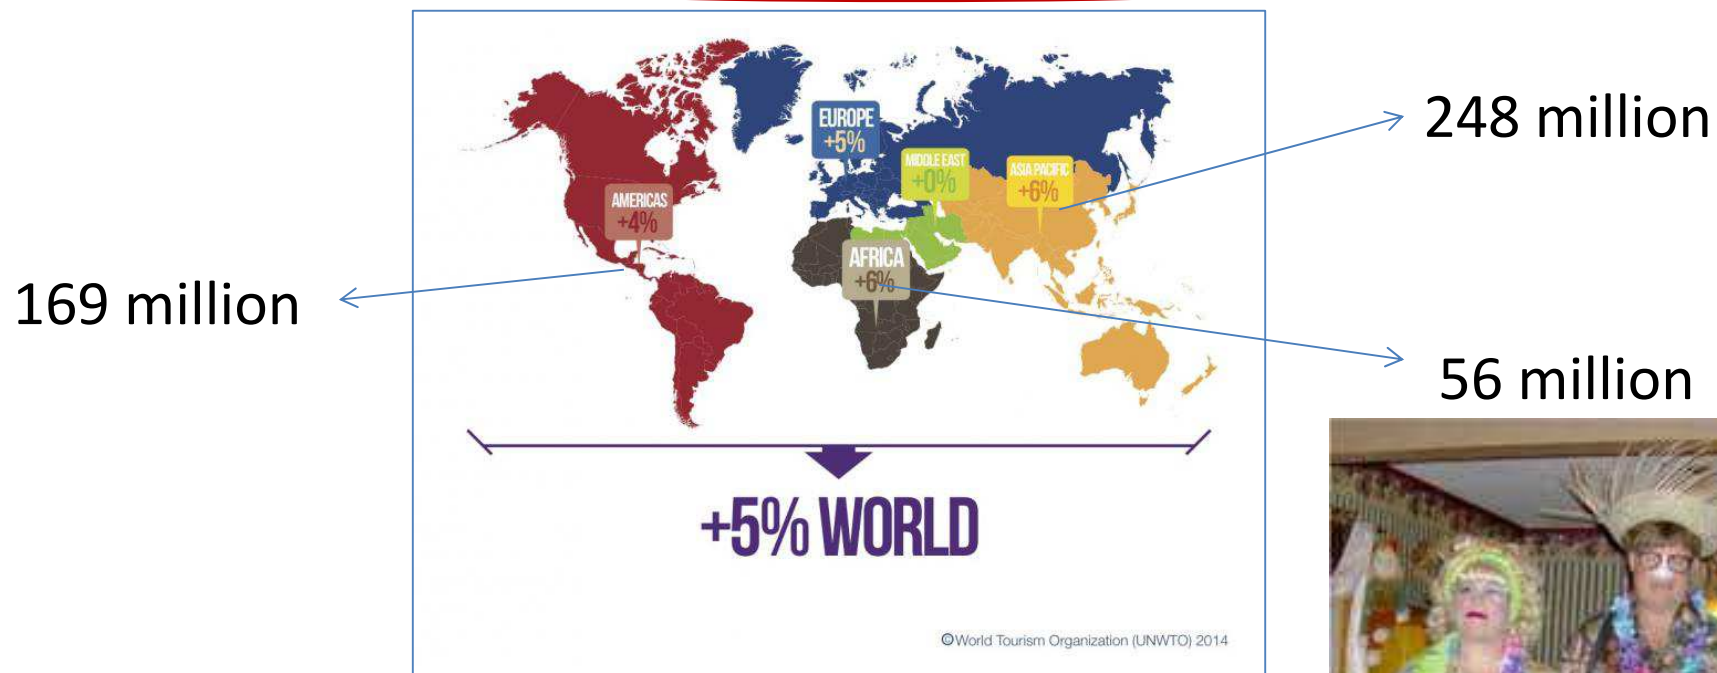 248 million
EUROPE
+5%
MIDDLE EAST
+0%
ASIA PACIFIC
+6%
AMERICAS
+4%
AFRICA
+6%
169 million
56 million
+5% WORLD
©World Tourism Organization (UNWTO) 2014